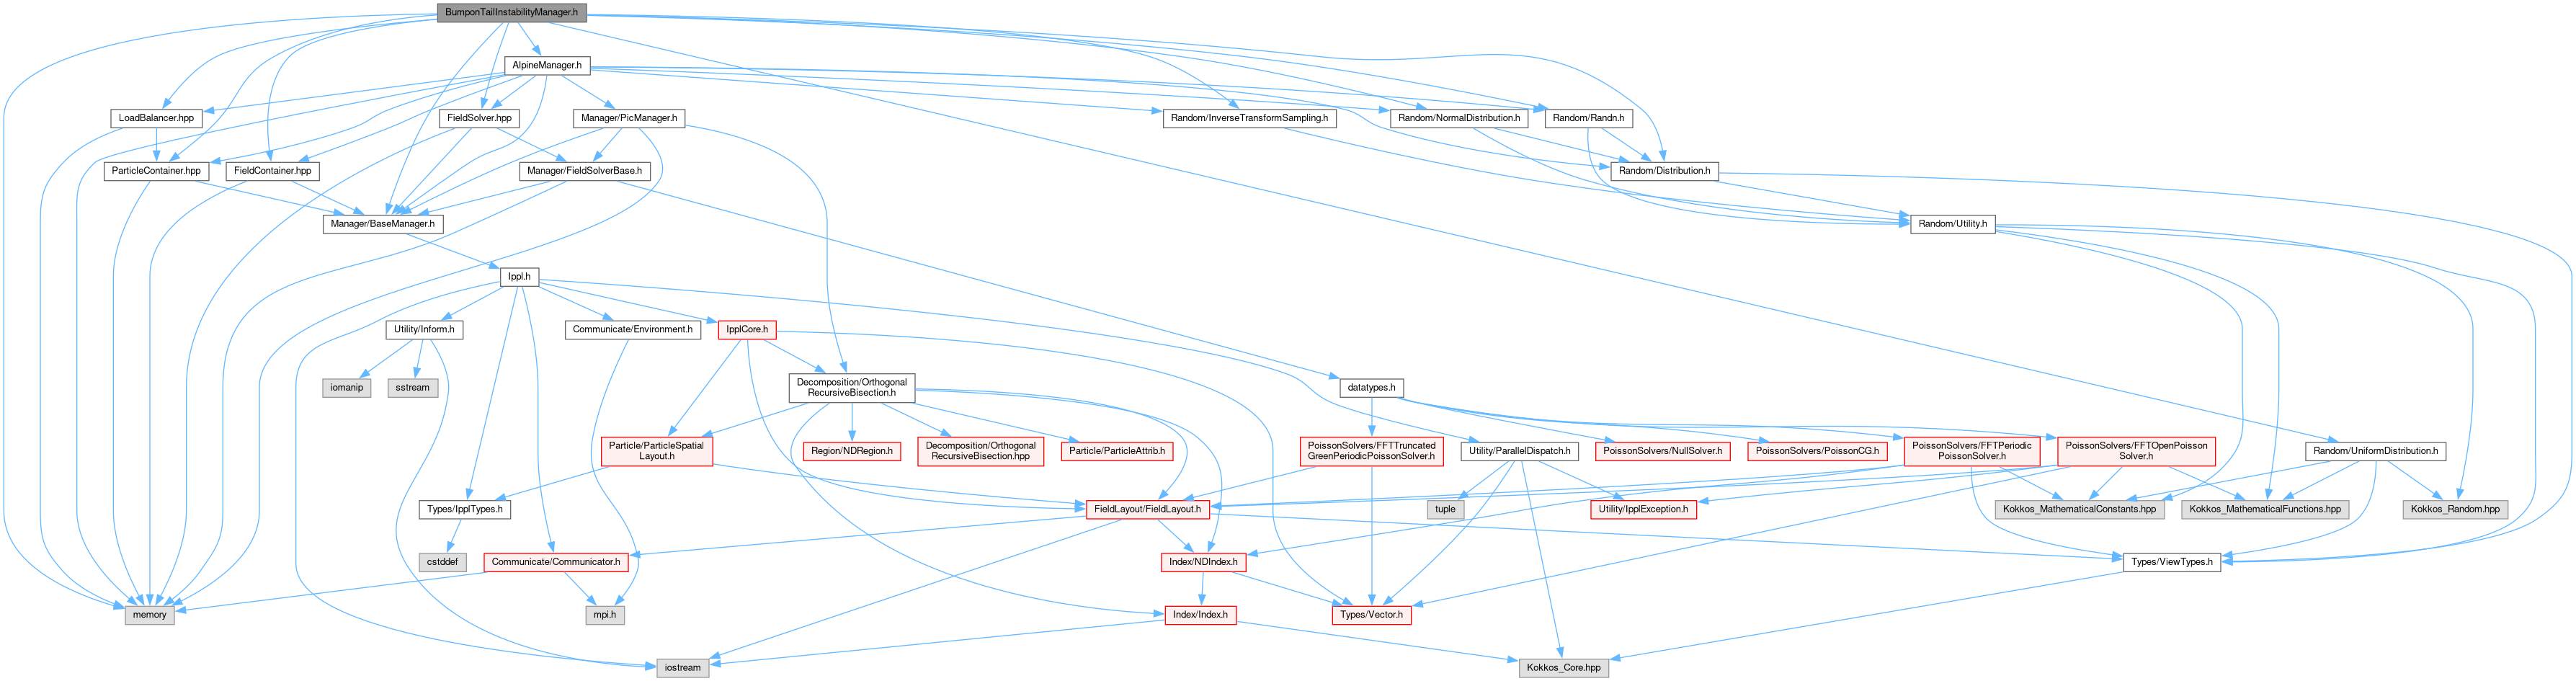 BumponTailInstabilityManager.h
AlpineManager.h
LoadBalancer.hpp
FieldSolver.hpp
Manager/PicManager.h
Random/InverseTransformSampling.h
Random/NormalDistribution.h
Random/Randn.h
ParticleContainer.hpp
FieldContainer.hpp
Manager/FieldSolverBase.h
Random/Distribution.h
Manager/BaseManager.h
Random/Utility.h
Ippl.h
Utility/Inform.h
Communicate/Environment.h
IpplCore.h
iomanip
sstream
Decomposition/Orthogonal
RecursiveBisection.h
datatypes.h
Particle/ParticleSpatial
Layout.h
Region/NDRegion.h
Decomposition/Orthogonal
RecursiveBisection.hpp
Particle/ParticleAttrib.h
PoissonSolvers/FFTTruncated
GreenPeriodicPoissonSolver.h
Utility/ParallelDispatch.h
PoissonSolvers/NullSolver.h
PoissonSolvers/PoissonCG.h
PoissonSolvers/FFTPeriodic
PoissonSolver.h
PoissonSolvers/FFTOpenPoisson
Solver.h
Random/UniformDistribution.h
Types/IpplTypes.h
FieldLayout/FieldLayout.h
tuple
Utility/IpplException.h
Kokkos_MathematicalConstants.hpp
Kokkos_MathematicalFunctions.hpp
Kokkos_Random.hpp
cstddef
Communicate/Communicator.h
Index/NDIndex.h
Types/ViewTypes.h
memory
mpi.h
Index/Index.h
Types/Vector.h
iostream
Kokkos_Core.hpp